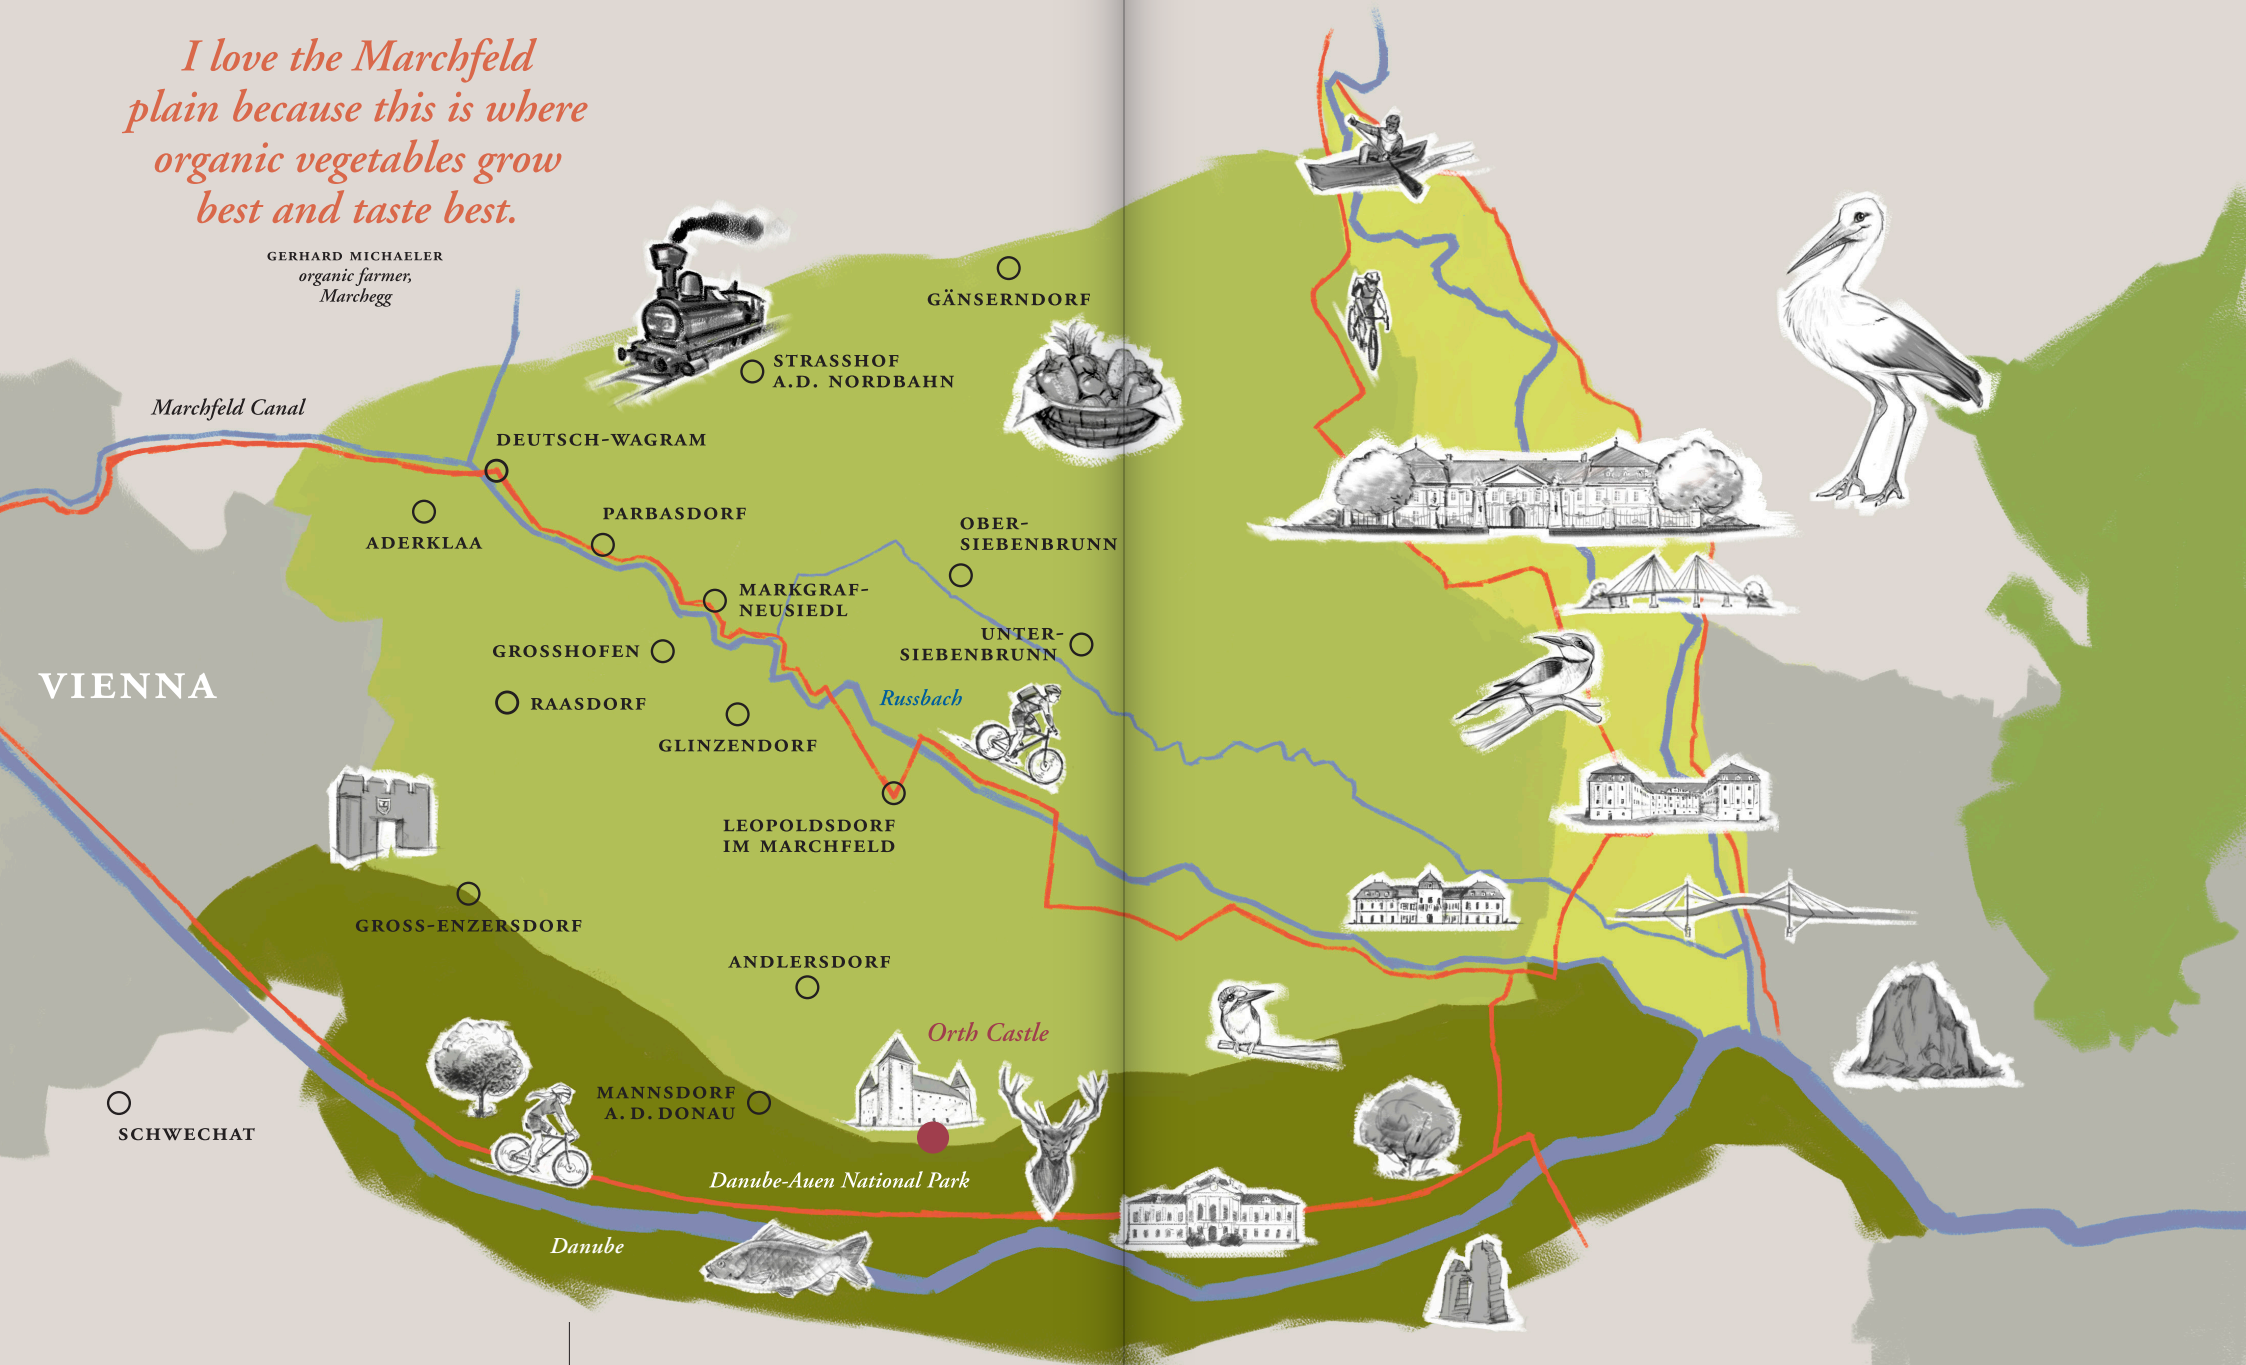 I love the Marchfeld
plain because this is where
organic vegetables grow
best and taste best.
GERHARD MICHAELER
organic farmer,
Marchegg
GÄNSERNDORF
STRASSHOF
A.D. NORDBAHN
Marchfeld Canal
DEUTSCH-WAGRAM
ADERKLAA
PARBASDORF
OBER-
SIEBENBRUNN
MARKGRAF-
NEUSIEDL
GROSSHOFEN
UNTER-
SIEBENBRUNN
VIENNA
RAASDORF
Russbach
GLINZENDORF
LEOPOLDSDORF
IM MARCHFELD
GROSS-ENZERSDORF
ANDLERSDORF
Orth Castle
MANNSDORF
A. D. DONAU
SCHWECHAT
Danube-Auen National Park
Danube